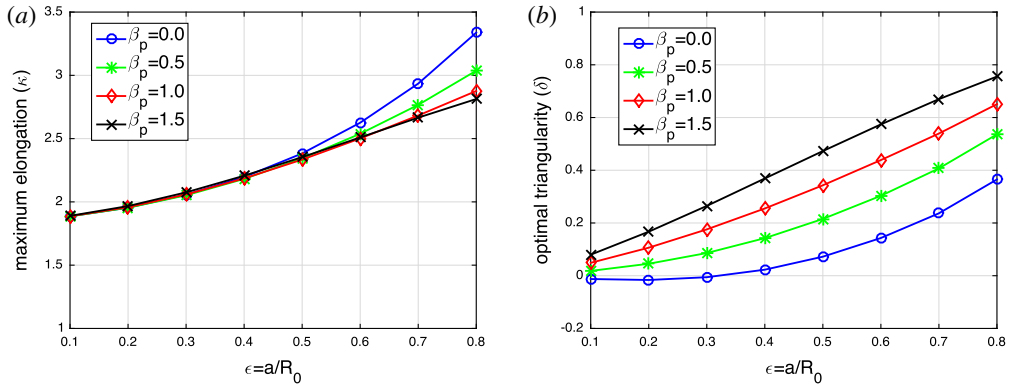 (a)
3.5
3
2.5
2
1.5
1
maximum elongation (κ)
β_p=0.0
β_p=0.5
β_p=1.0
β_p=1.5
0.1 0.2 0.3 0.4 0.5 0.6 0.7 0.8
ϵ=a/R_0
(b)
1
0.8
0.6
0.4
0.2
0
-0.2
optimal triangularity (δ)
β_p=0.0
β_p=0.5
β_p=1.0
β_p=1.5
0.1 0.2 0.3 0.4 0.5 0.6 0.7 0.8
ϵ=a/R_0